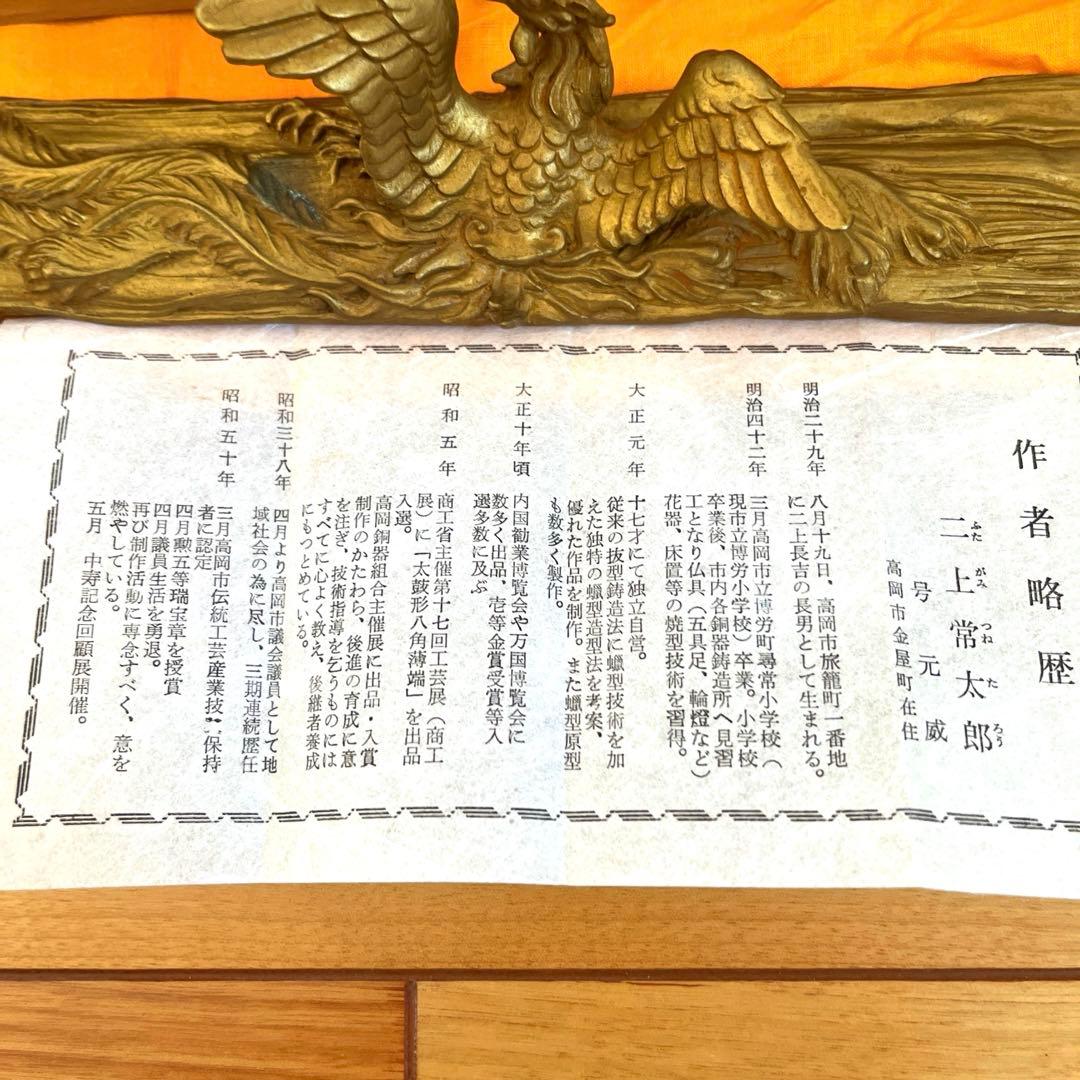 作者略歴
二上常太郎
ふた がみ つね た ろう
号 元威
高岡市金屋町在住
明治二十九年
八月十九日、高岡市旅籠町一番地
に二上長吉の長男として生まれる。
明治四十二年
三月高岡市立博労町尋常小学校(
現市立博労小学校)卒業。小学校
卒業後、市内各銅器鋳造所へ見習
工となり仏具(五具足、輪燈など)
花器、床置等の焼型技術を習得。
大正元年
十七才にて独立自営。
従来の抜型鋳造法に蠟型技術を加
えた独特の蠟型造型法を考案、
優れた作品を制作。また蠟型原型
も数多く製作。
大正十年頃
内国勧業博覧会や万国博覧会に
数多く出品、壱等金賞受賞等入
選多数に及ぶ
昭和五年
商工省主催第十七回工芸展(商工
展)に「太鼓形八角薄端」を出品
入選。
高岡銅器組合主催展に出品・入賞
制作のかたわら、後進の育成に意
を注ぎ、技術指導を乞うものには
すべてに心よく教え、後継者養成
にもつとめている。
昭和三十八年
四月より高岡市議会議員として地
域社会の為に尽し、三期連続歴任
昭和五十年
三月高岡市伝統工芸産業技 保持
者に認定
四月勲五等瑞宝章を授賞
四月議員生活を勇退。
再び制作活動に専念すべく、意を
燃やしている。
五月 中寿記念回顧展開催。